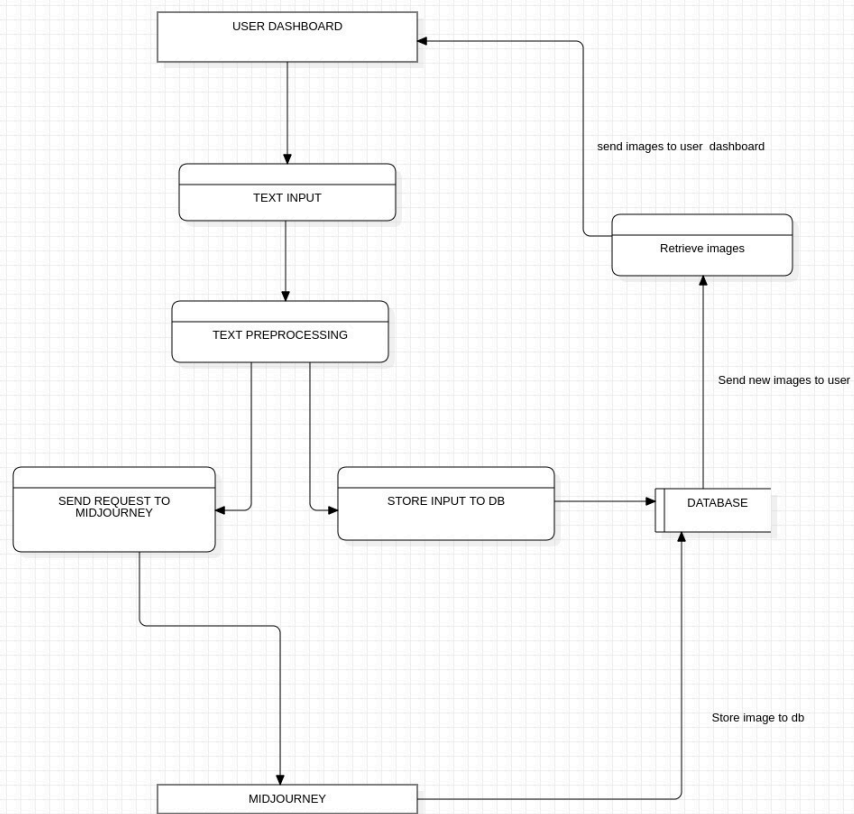 USER DASHBOARD
send images to user  dashboard
TEXT INPUT
Retrieve images
TEXT PREPROCESSING
Send new images to user
SEND REQUEST TO
MIDJOURNEY
STORE INPUT TO DB
DATABASE
Store image to db
MIDJOURNEY